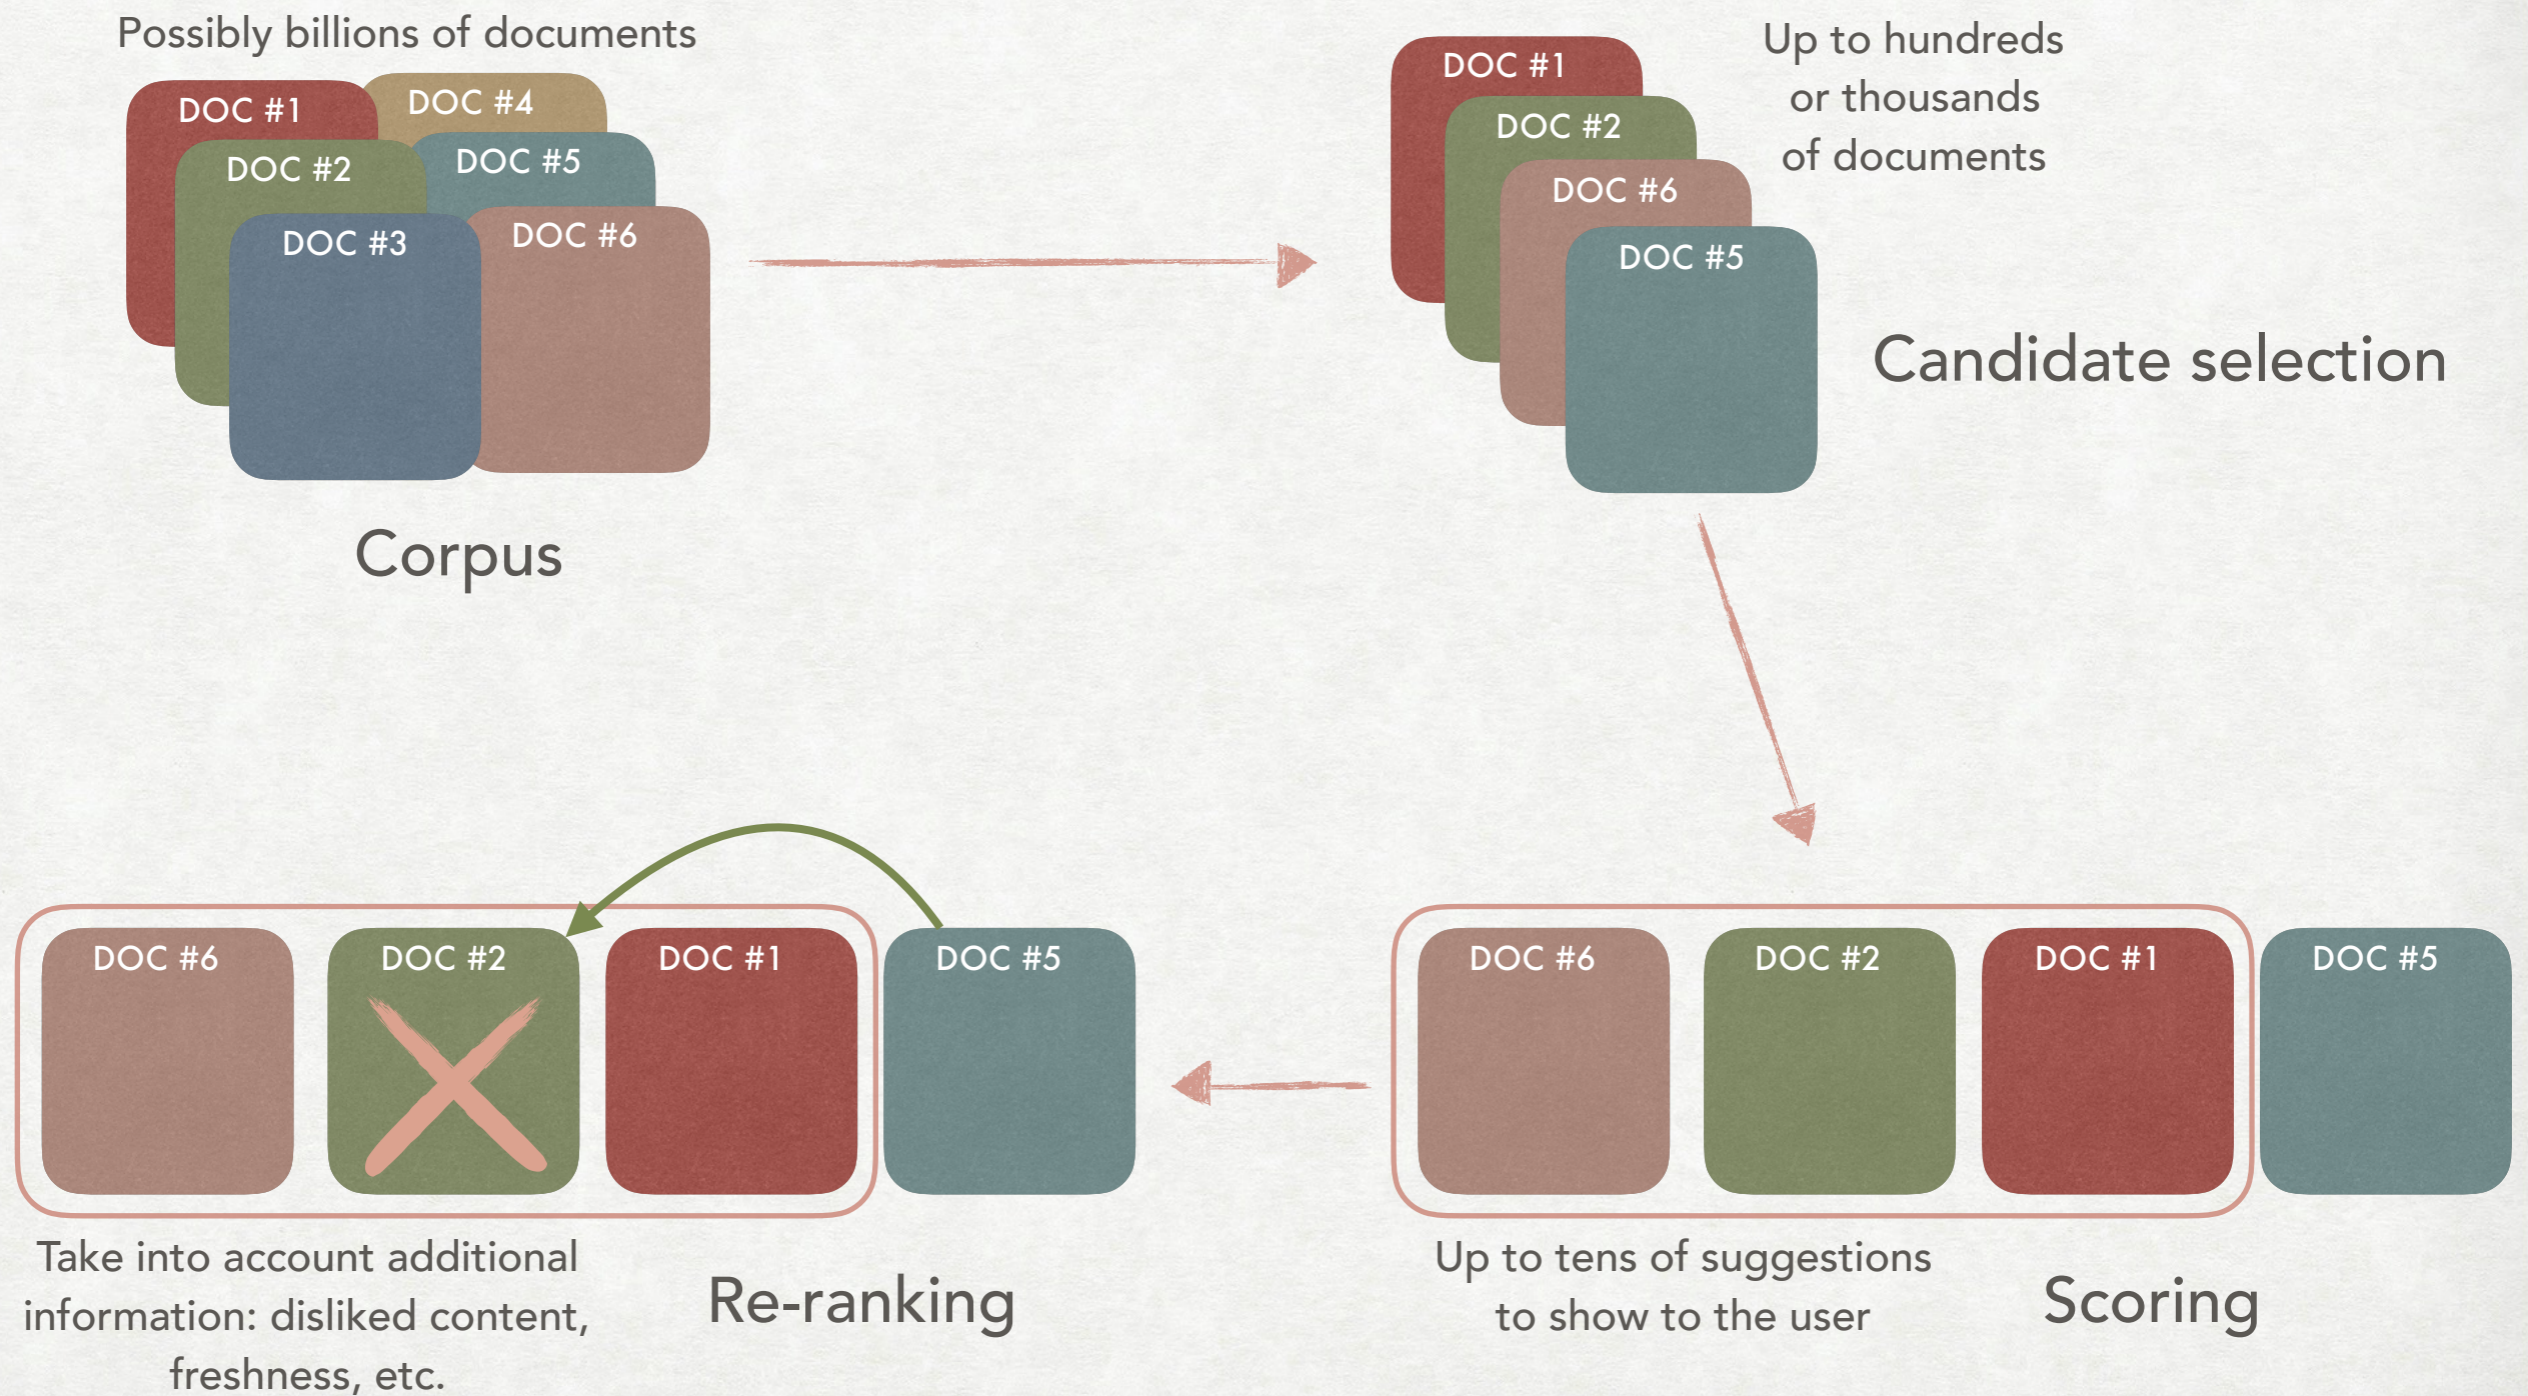 Possibly billions of documents
DOC #1
DOC #4
DOC #2
DOC #5
DOC #3
DOC #6
Corpus
Up to hundreds
or thousands
of documents
DOC #1
DOC #2
DOC #6
DOC #5
Candidate selection
DOC #6
DOC #2
DOC #1
DOC #5
Up to tens of suggestions
to show to the user
Scoring
DOC #6
DOC #2
DOC #1
DOC #5
Take into account additional
information: disliked content,
freshness, etc.
Re-ranking